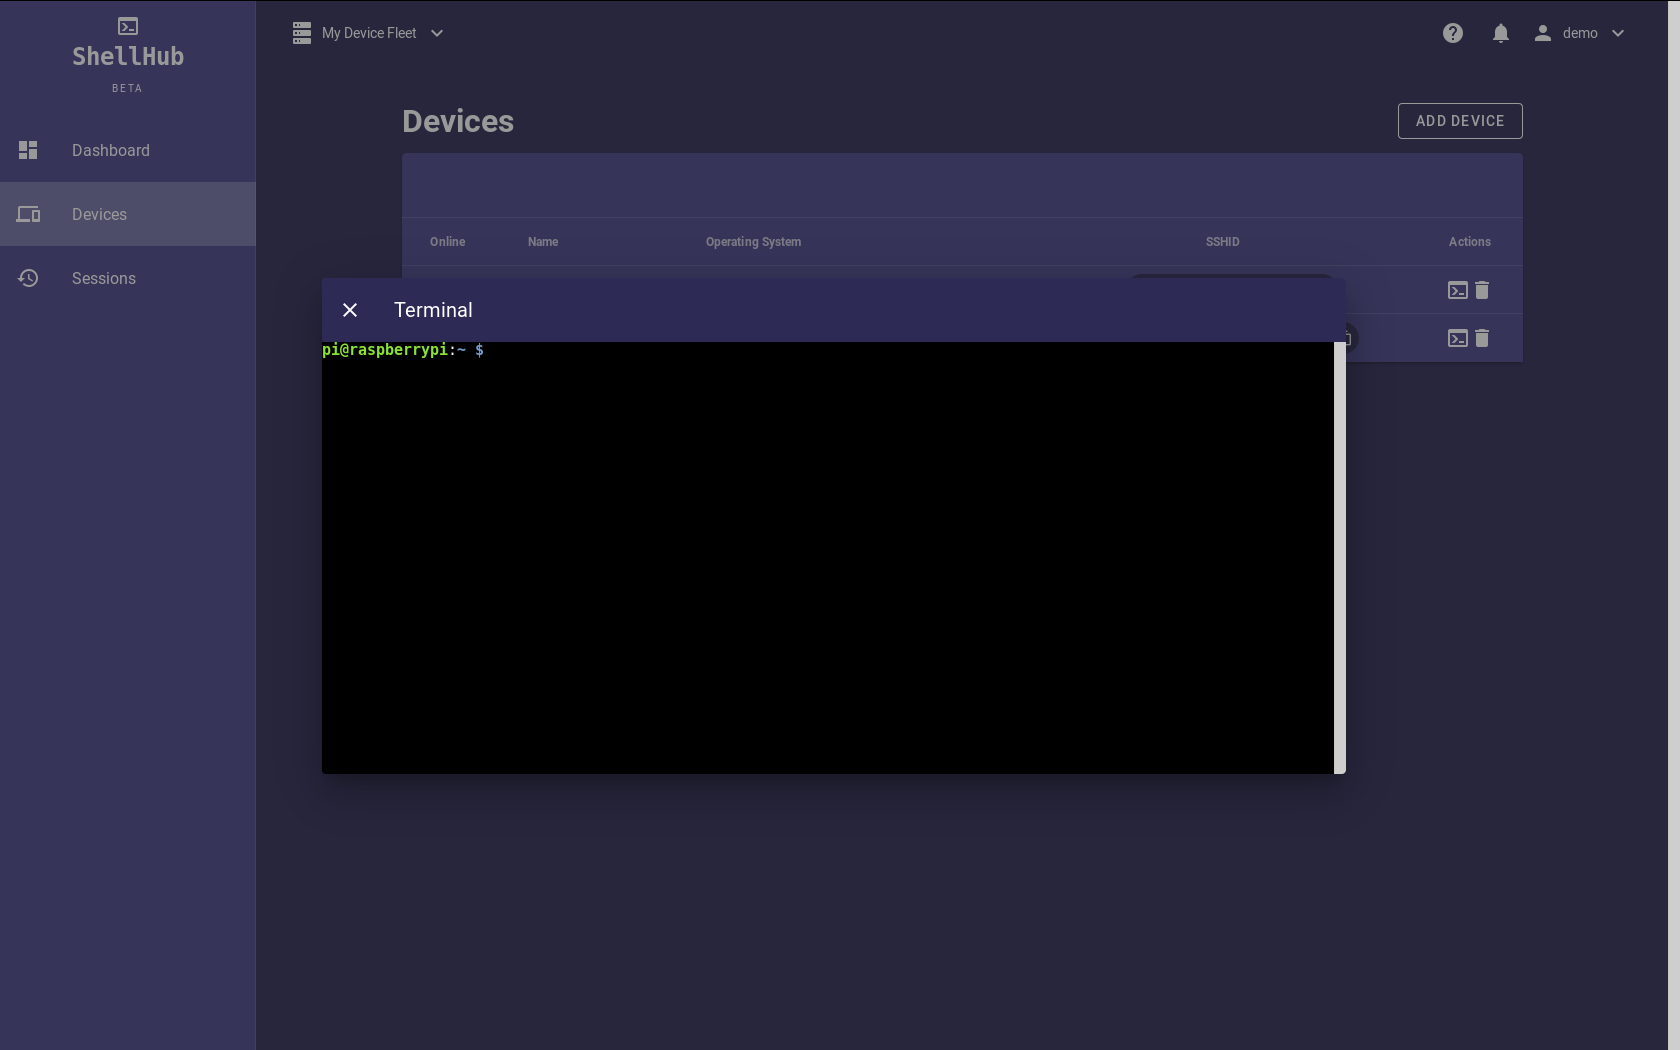 ShellHub
BETA
My Device Fleet
demo
Dashboard
Devices
Sessions
Devices
ADD DEVICE
Online Name Operating System SSHID Actions
Terminal
pi@raspberrypi:~ $